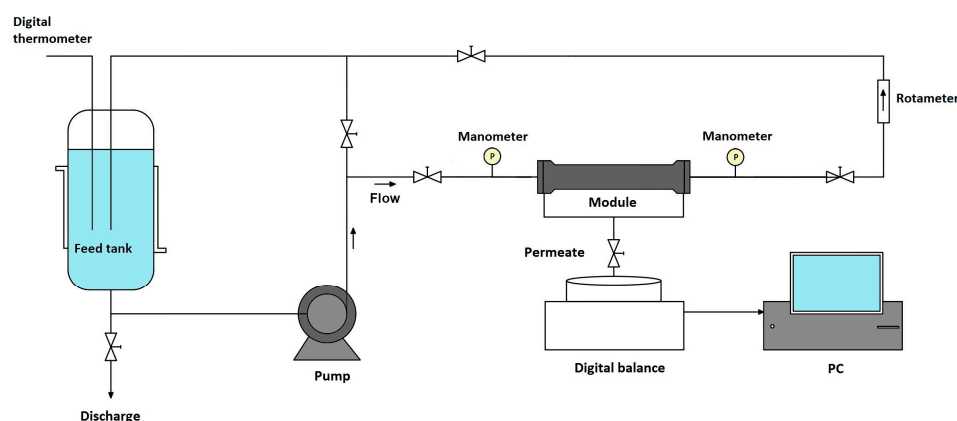 Digital
thermometer
Rotameter
Manometer
Manometer
P
P
Flow
Module
Feed tank
Permeate
Pump
Digital balance
PC
Discharge